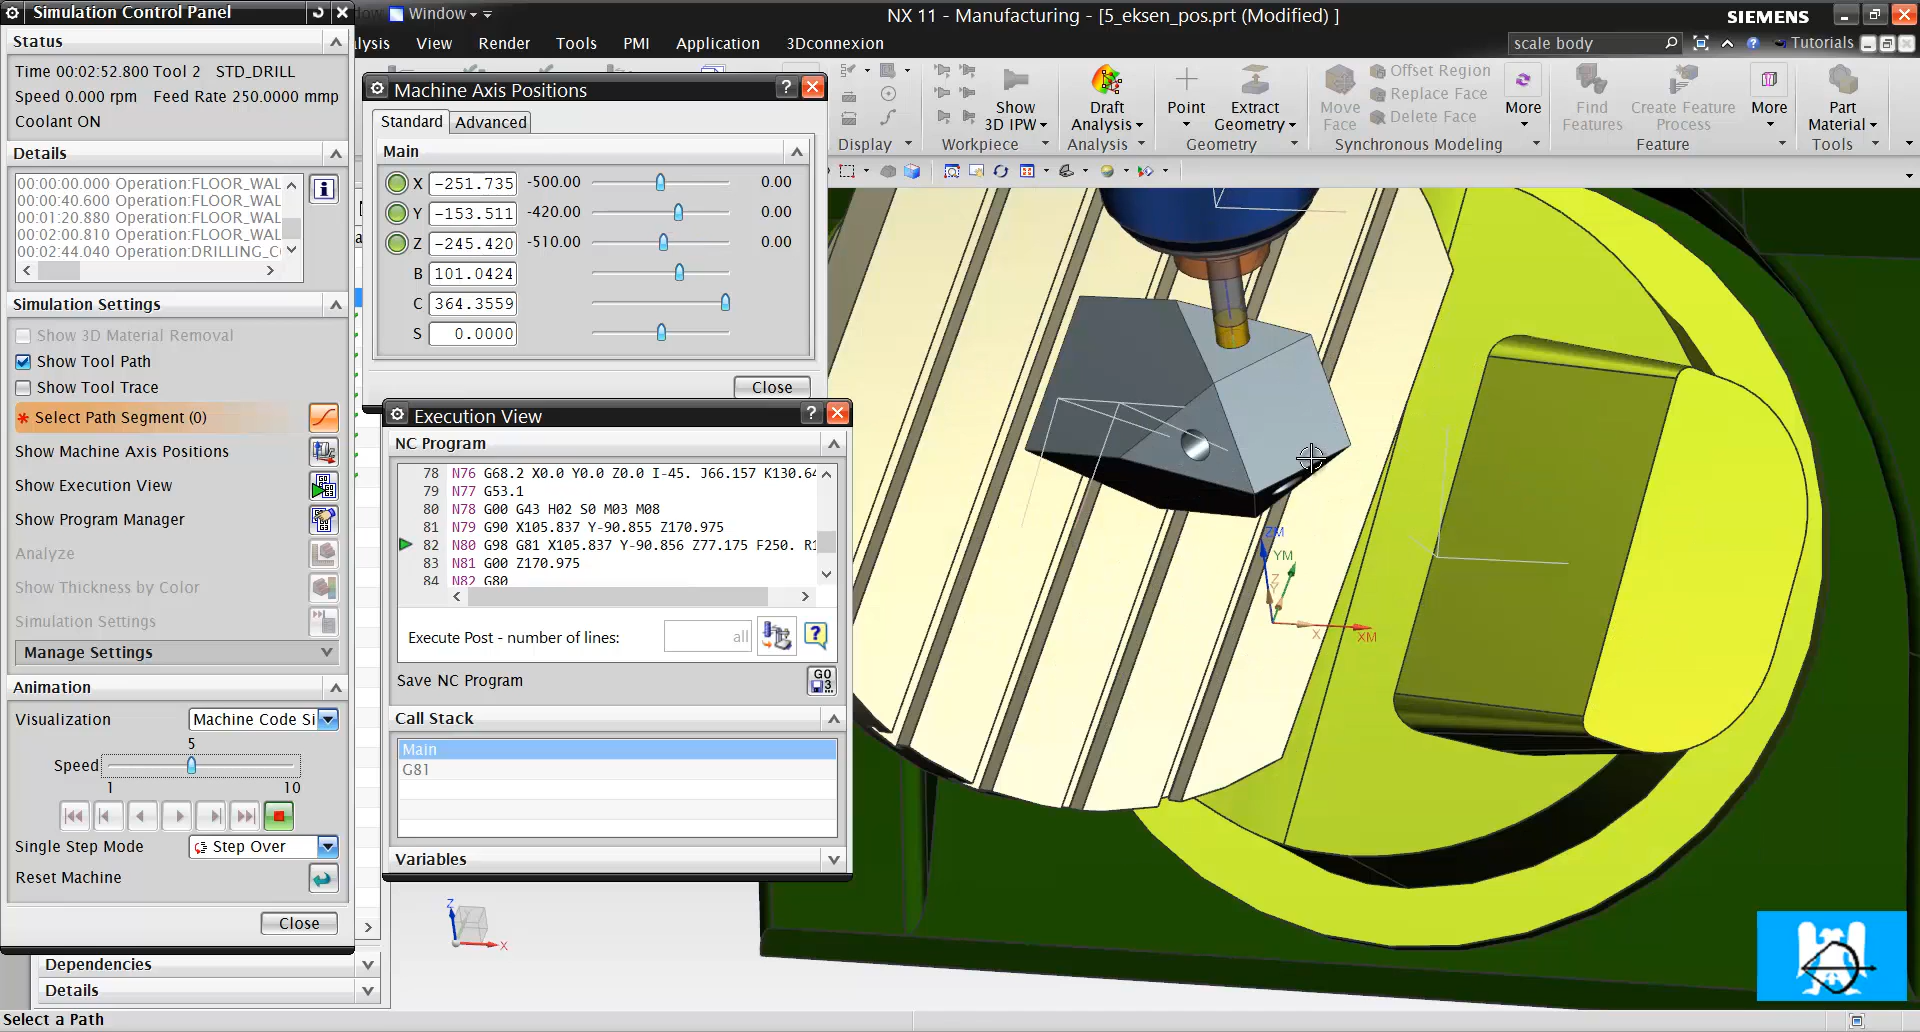 Simulation Control Panel
Window
NX 11 - Manufacturing - [5_eksen_pos.prt (Modified) ]
SIEMENS
Status
View
Render
Tools
PMI
Application
3Dconnexion
scale body
Tutorials
Time 00:02:52.800 Tool 2 STD_DRILL
Speed 0.000 rpm Feed Rate 250.0000 mmp
Coolant ON
Machine Axis Positions
Standard
Advanced
Show 3D IPW
Draft Analysis
Point
Extract Geometry
Move Face
Offset Region
Replace Face
Delete Face
More
Find Features
Create Feature Process
More
Part Material
Display
Workpiece
Analysis
Geometry
Synchronous Modeling
Feature
Tools
Details
00:00:00.000 Operation:FLOOR_WAL
00:00:40.600 Operation:FLOOR_WAL
00:01:20.880 Operation:FLOOR_WAL
00:02:00.810 Operation:FLOOR_WAL
00:02:44.040 Operation:DRILLING_C
Main
X -251.735 -500.00 0.00
Y -153.511 -420.00 0.00
Z -245.420 -510.00 0.00
B 101.0424
C 364.3559
S 0.0000
Close
Simulation Settings
Show 3D Material Removal
Show Tool Path
Show Tool Trace
* Select Path Segment (0)
Show Machine Axis Positions
Show Execution View
Show Program Manager
Analyze
Show Thickness by Color
Simulation Settings
Manage Settings
Execution View
NC Program
78 N76 G68.2 X0.0 Y0.0 Z0.0 I-45. J66.157 K130.64
79 N77 G53.1
80 N78 G00 G43 H02 S0 M03 M08
81 N79 G90 X105.837 Y-90.855 Z170.975
82 N80 G98 G81 X105.837 Y-90.856 Z77.175 F250. R1
83 N81 G00 Z170.975
84 N82 G80
Execute Post - number of lines:
all
Save NC Program
Call Stack
Main
G81
Variables
Animation
Visualization
Machine Code Si
5
Speed
1
10
Single Step Mode
Step Over
Reset Machine
Close
Dependencies
Details
Select a Path
ZM
YM
Z
X
XM
Z
X